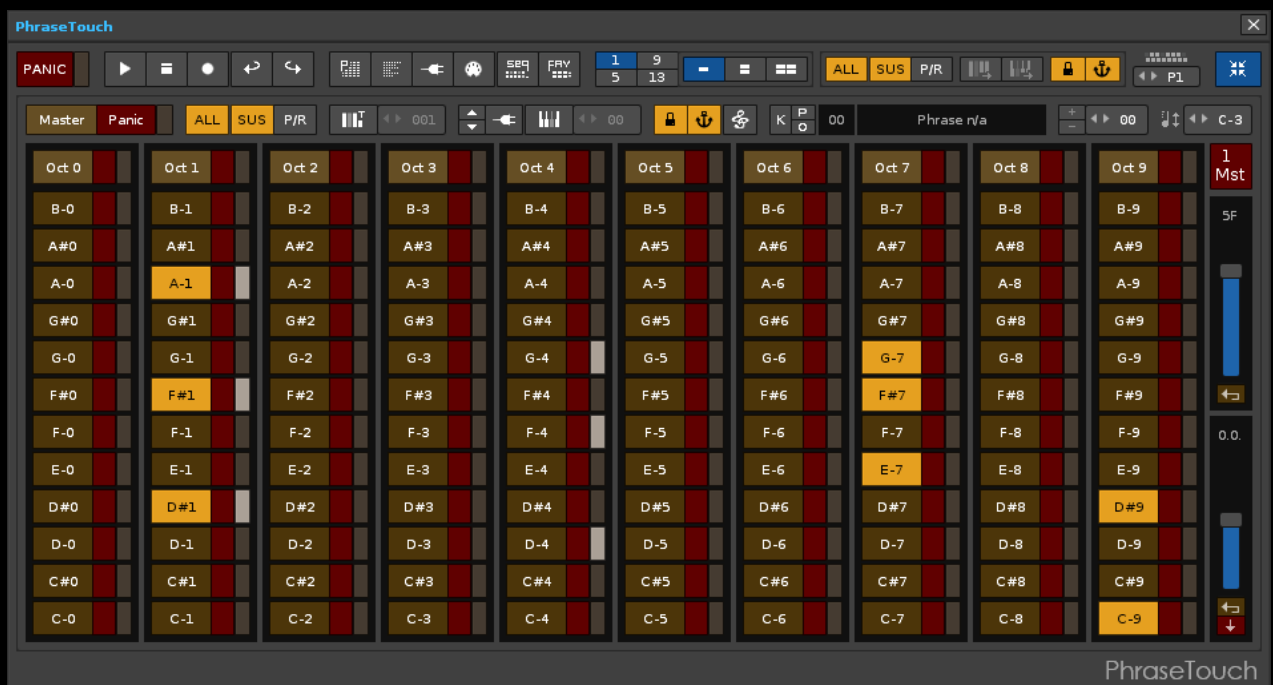 PhraseTouch
PANIC SEQ FAV 1 9 ALL SUS P/R
5 13 P1
Master Panic ALL SUS P/R 001 00 K P 00 Phrase n/a + 00 C-3
O −
Oct 0 Oct 1 Oct 2 Oct 3 Oct 4 Oct 5 Oct 6 Oct 7 Oct 8 Oct 9 1
Mst
B-0 B-1 B-2 B-3 B-4 B-5 B-6 B-7 B-8 B-9 5F
A#0 A#1 A#2 A#3 A#4 A#5 A#6 A#7 A#8 A#9
A-0 A-1 A-2 A-3 A-4 A-5 A-6 A-7 A-8 A-9
G#0 G#1 G#2 G#3 G#4 G#5 G#6 G#7 G#8 G#9
G-0 G-1 G-2 G-3 G-4 G-5 G-6 G-7 G-8 G-9
F#0 F#1 F#2 F#3 F#4 F#5 F#6 F#7 F#8 F#9
F-0 F-1 F-2 F-3 F-4 F-5 F-6 F-7 F-8 F-9 0.0.
E-0 E-1 E-2 E-3 E-4 E-5 E-6 E-7 E-8 E-9
D#0 D#1 D#2 D#3 D#4 D#5 D#6 D#7 D#8 D#9
D-0 D-1 D-2 D-3 D-4 D-5 D-6 D-7 D-8 D-9
C#0 C#1 C#2 C#3 C#4 C#5 C#6 C#7 C#8 C#9
C-0 C-1 C-2 C-3 C-4 C-5 C-6 C-7 C-8 C-9
PhraseTouch